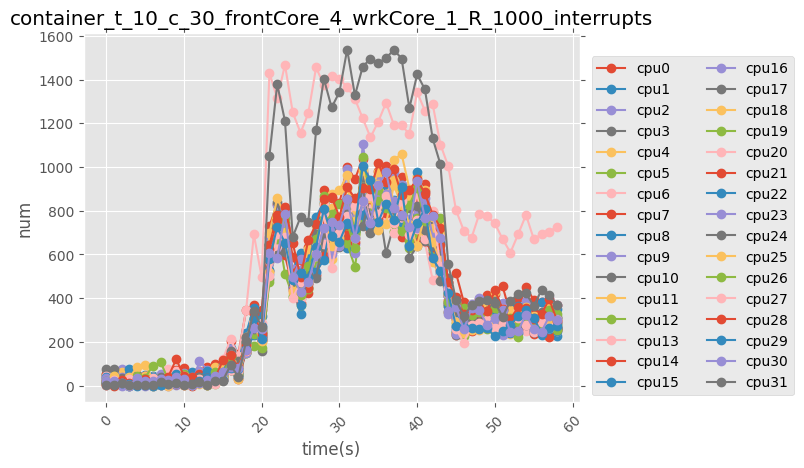 container_t_10_c_30_frontCore_4_wrkCore_1_R_1000_interrupts
1600
1400
1200
1000
800
600
400
200
0
num
0
10
20
30
40
50
60
time(s)
cpu0
cpu1
cpu2
cpu3
cpu4
cpu5
cpu6
cpu7
cpu8
cpu9
cpu10
cpu11
cpu12
cpu13
cpu14
cpu15
cpu16
cpu17
cpu18
cpu19
cpu20
cpu21
cpu22
cpu23
cpu24
cpu25
cpu26
cpu27
cpu28
cpu29
cpu30
cpu31